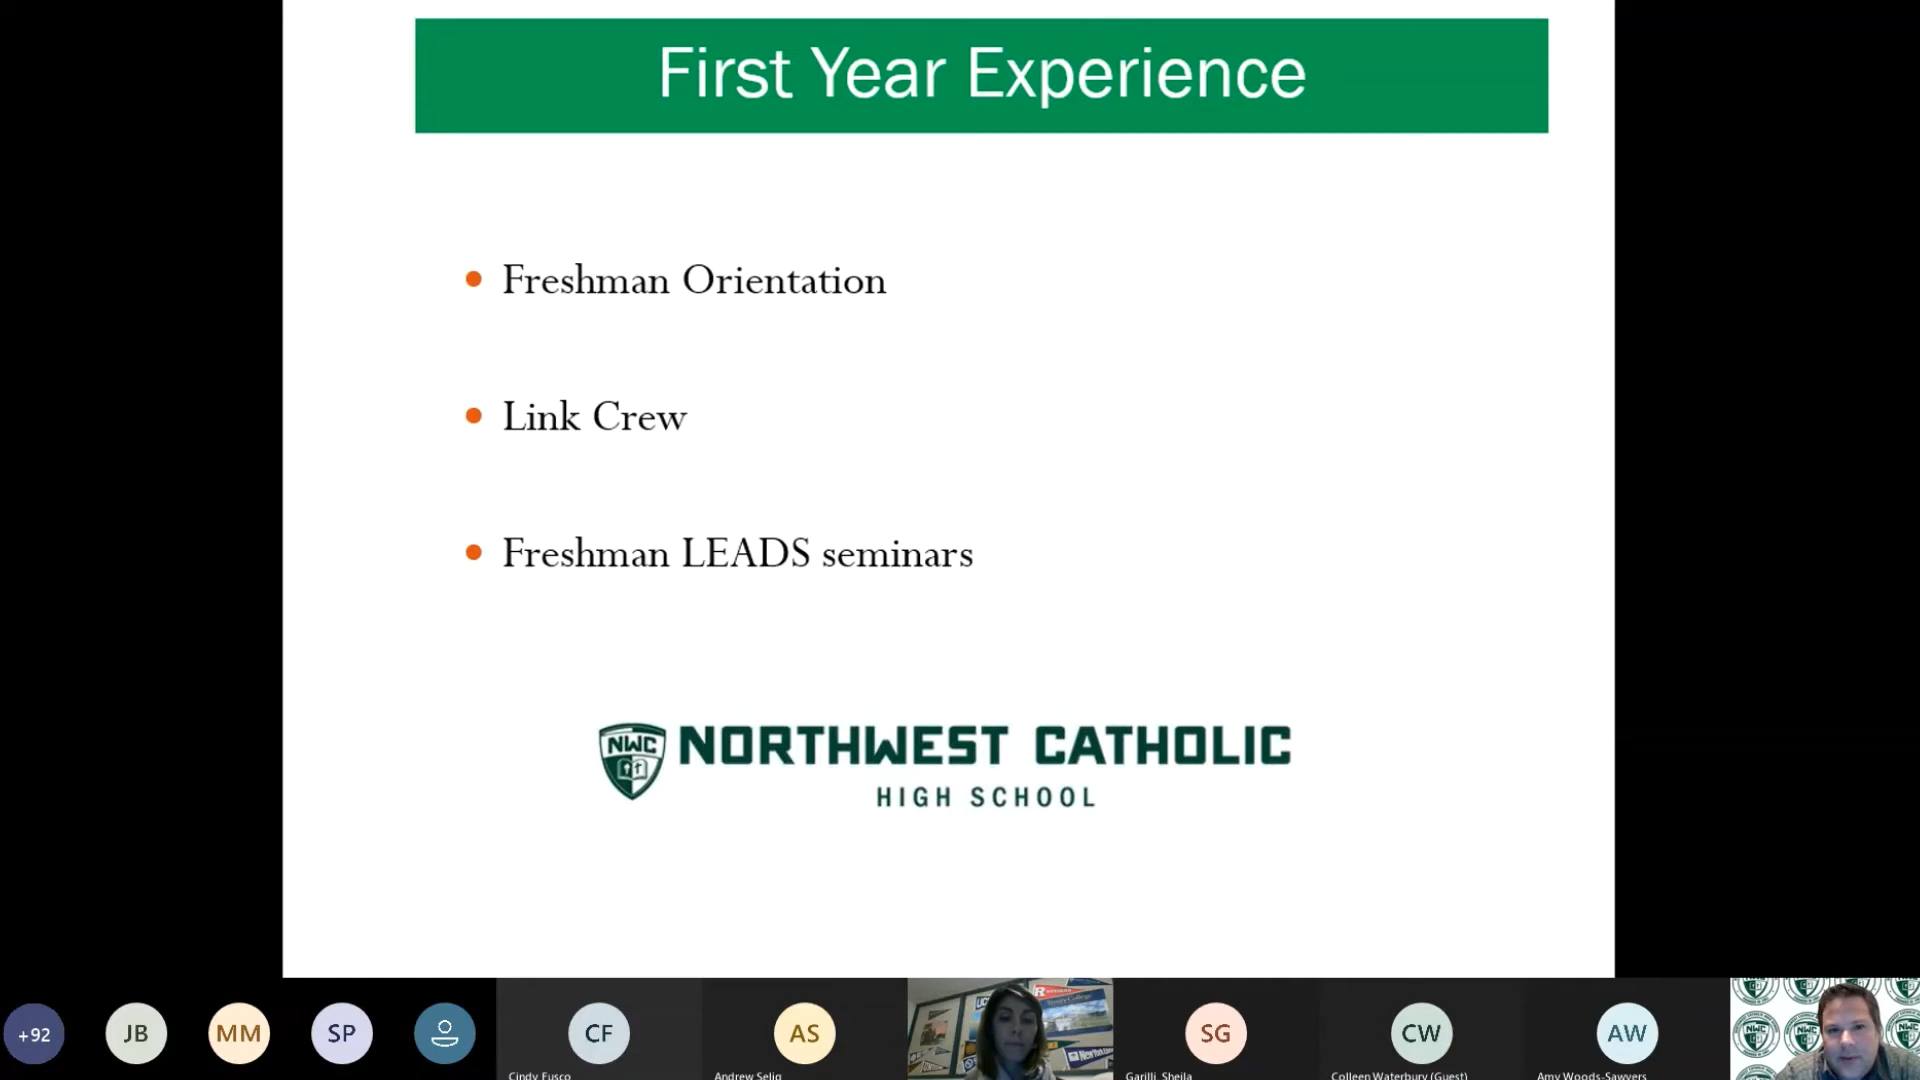 First Year Experience
Freshman Orientation
Link Crew
Freshman LEADS seminars
NWC
NORTHWEST CATHOLIC
HIGH SCHOOL
+92
JB
MM
SP
CF
AS
SG
CW
AW
Cindy Fusco
Andrew Selig
Garilli, Sheila
Colleen Waterbury (Guest)
Amy Woods-Sawyers